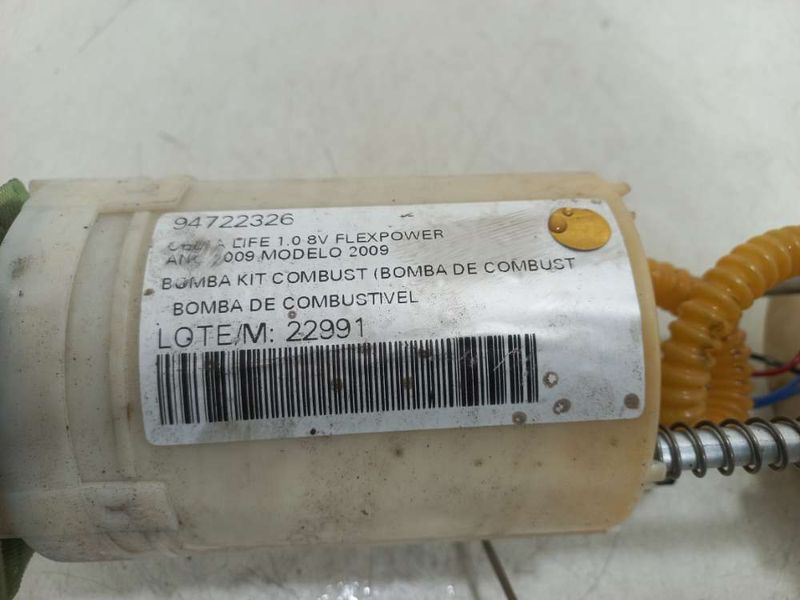 94722326
LIFE 1.0 8V FLEXPOWER
2009 MODELO 2009
BOMBA KIT COMBUST (BOMBA DE COMBUST
BOMBA DE COMBUSTIVEL
LOTE/M: 22991